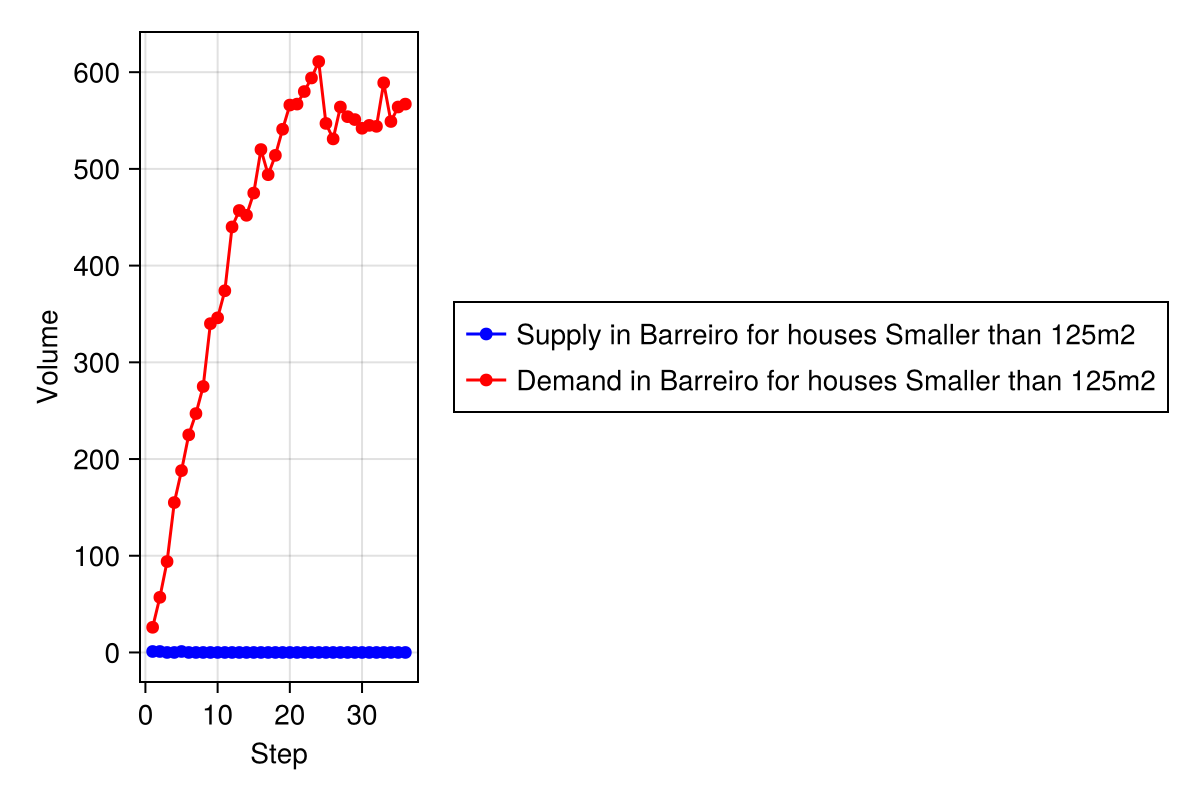 600
500
400
300
200
100
0
Volume
0 10 20 30
Step
Supply in Barreiro for houses Smaller than 125m2
Demand in Barreiro for houses Smaller than 125m2